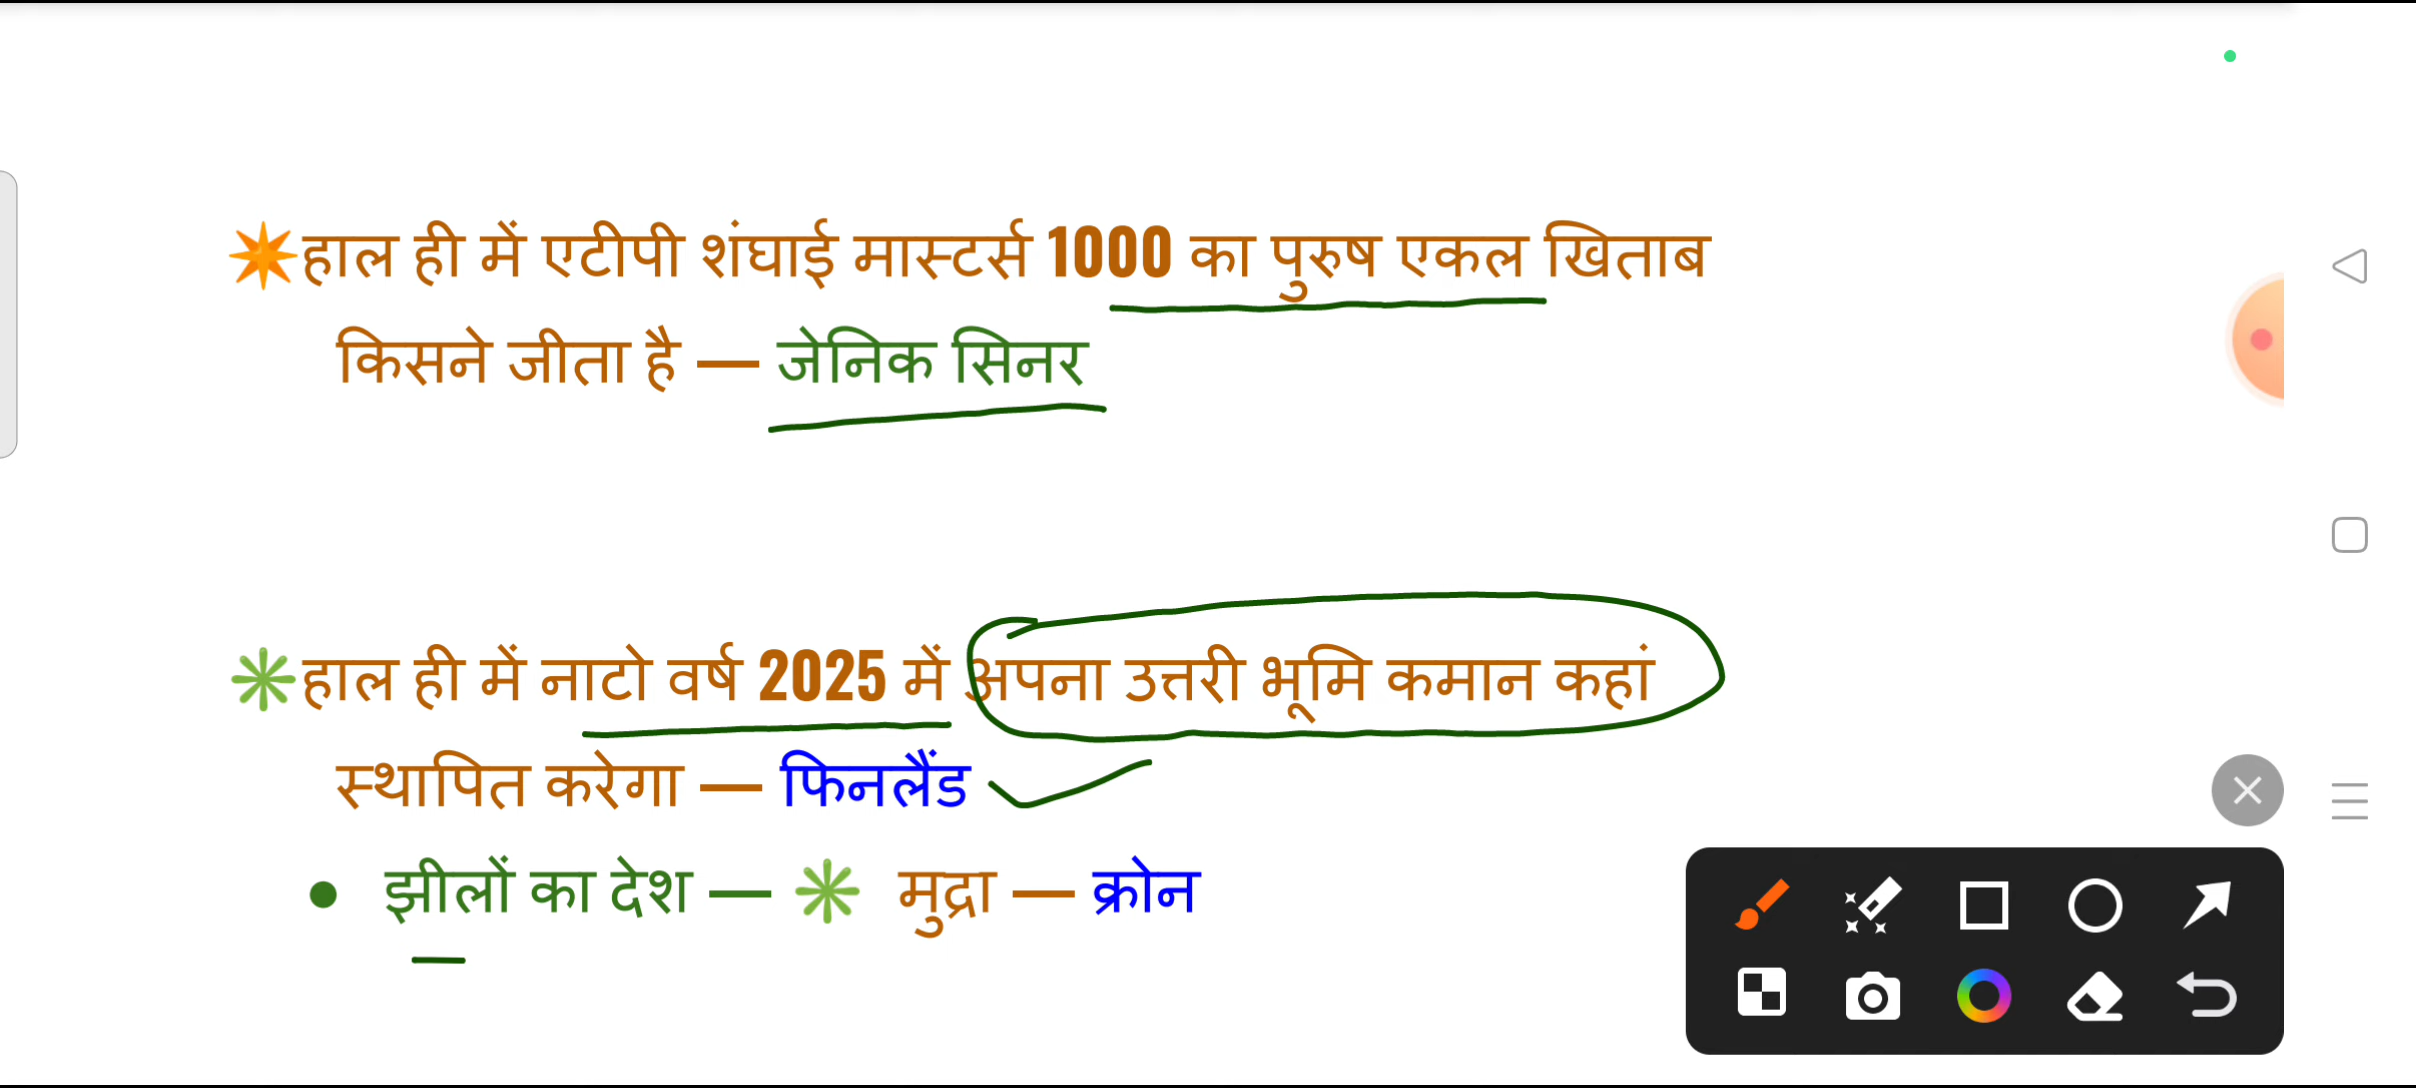 हाल ही में एटीपी शंघाई मास्टर्स 1000 का पुरुष एकल खिताब
किसने जीता है — जेनिक सिनर
हाल ही में नाटो वर्ष 2025 में अपना उत्तरी भूमि कमान कहां
स्थापित करेगा — फिनलैंड
● झीलों का देश — ✳ मुद्रा — क्रोन